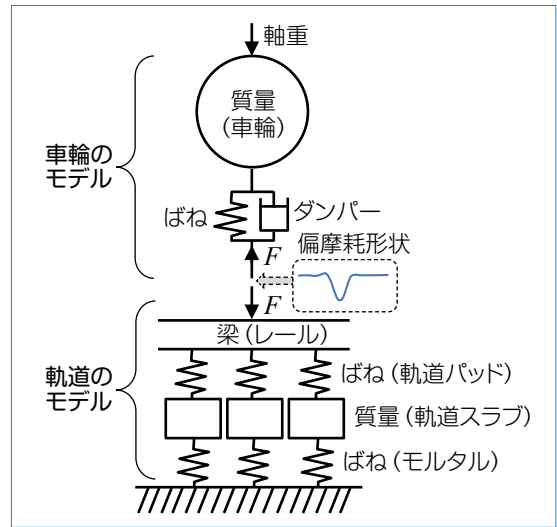 軸重
質量
(車輪)
車輪の
モデル
ばね
ダンパー
偏摩耗形状
F
F
梁(レール)
軌道の
モデル
ばね(軌道パッド)
質量(軌道スラブ)
ばね(モルタル)